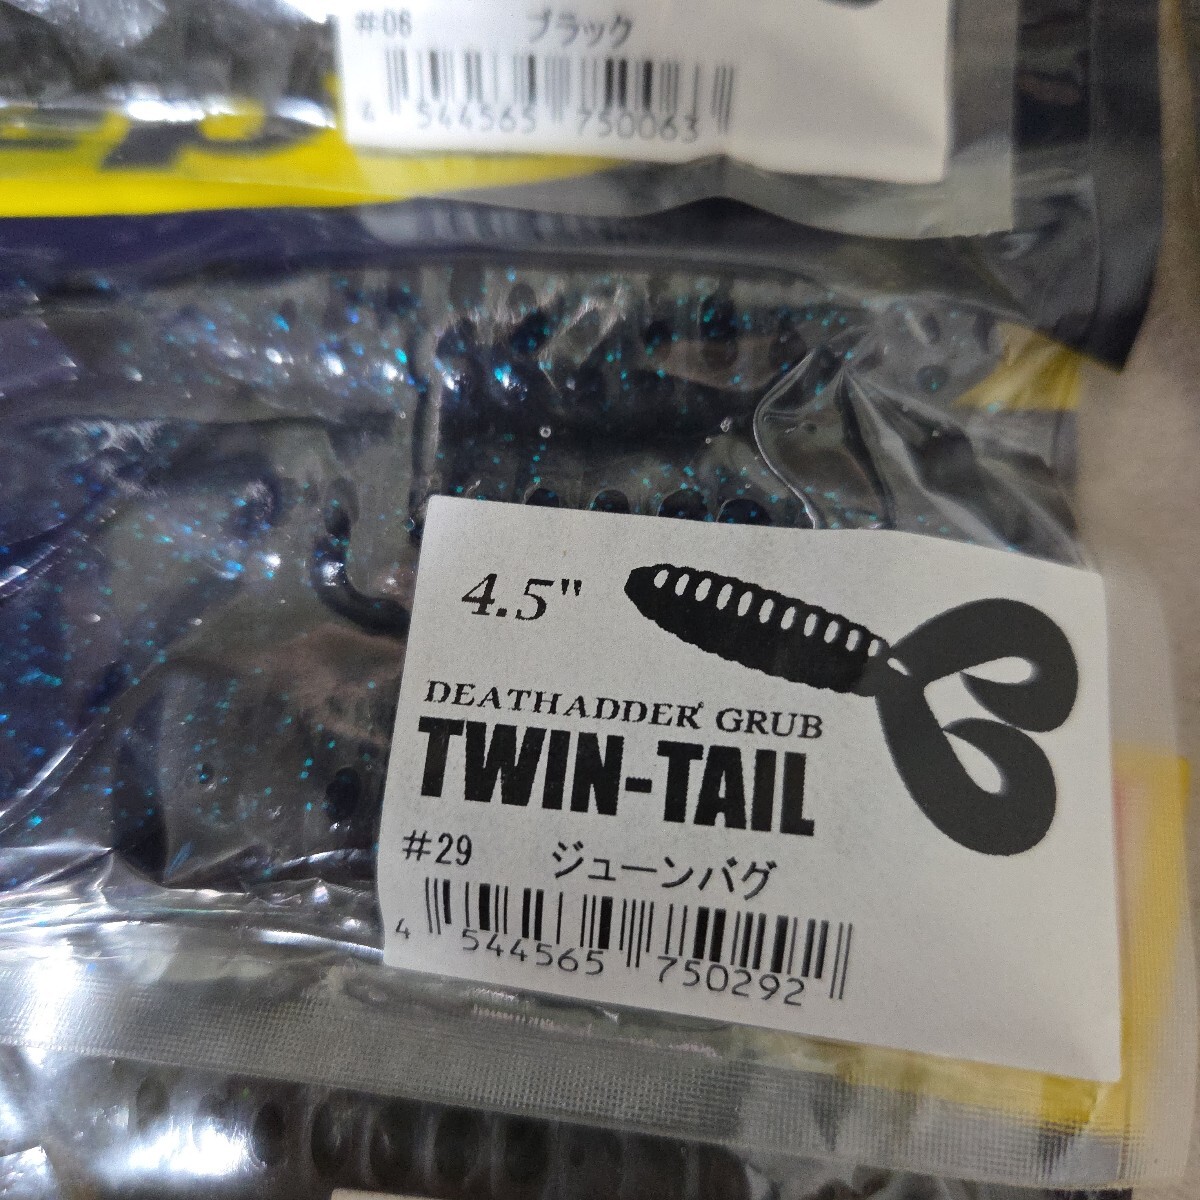 #06 ブラック
4 544565 750063
4.5"
DEATHADDER GRUB
TWIN-TAIL
#29 ジューンバグ
4 544565 750292